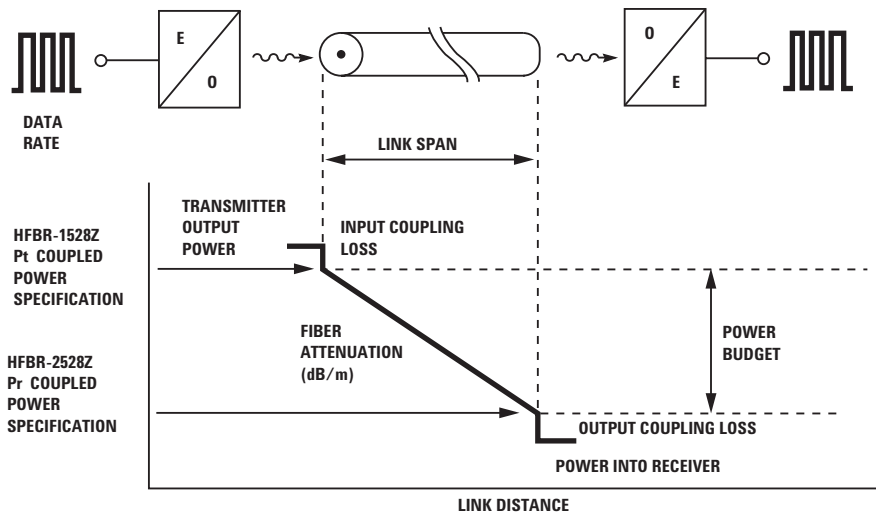 E
O
O
E
DATA
RATE
LINK SPAN
TRANSMITTER
OUTPUT
POWER
INPUT COUPLING
LOSS
HFBR-1528Z
Pt COUPLED
POWER
SPECIFICATION
FIBER
ATTENUATION
(dB/m)
POWER
BUDGET
HFBR-2528Z
Pr COUPLED
POWER
SPECIFICATION
OUTPUT COUPLING LOSS
POWER INTO RECEIVER
LINK DISTANCE